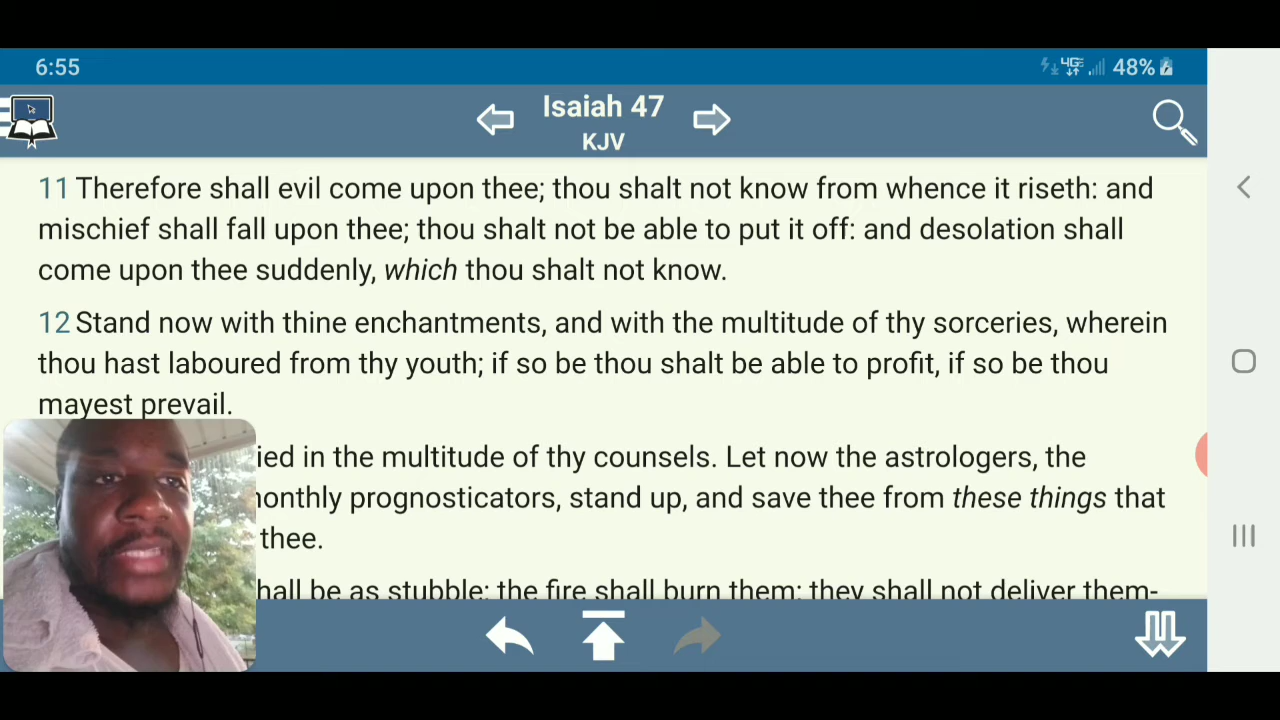 6:55
4G 48%
Isaiah 47
KJV
11 Therefore shall evil come upon thee; thou shalt not know from whence it riseth: and
mischief shall fall upon thee; thou shalt not be able to put it off: and desolation shall
come upon thee suddenly, which thou shalt not know.
12 Stand now with thine enchantments, and with the multitude of thy sorceries, wherein
thou hast laboured from thy youth; if so be thou shalt be able to profit, if so be thou
mayest prevail.
ied in the multitude of thy counsels. Let now the astrologers, the
onthly prognosticators, stand up, and save thee from these things that
thee.
hall be as stubble; the fire shall burn them; they shall not deliver them-